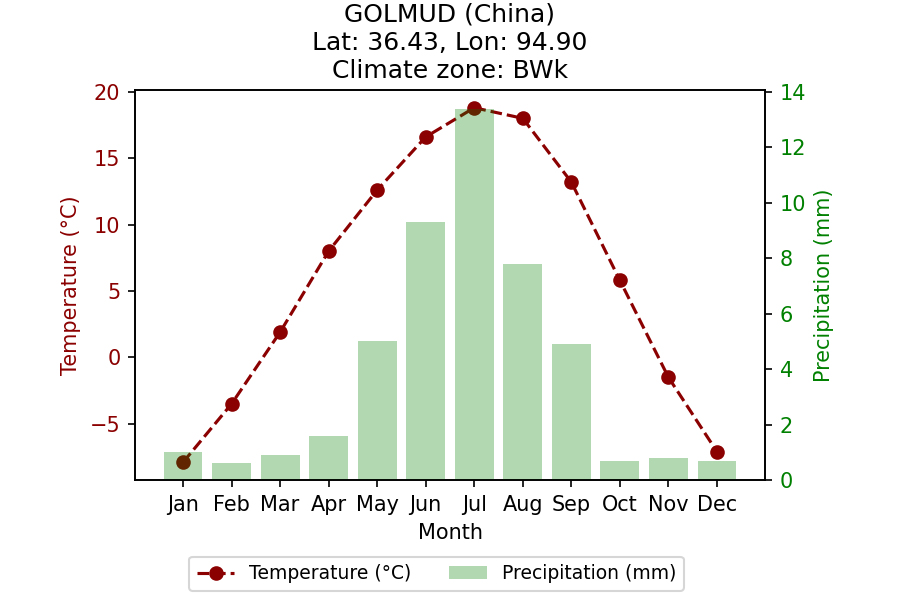 GOLMUD (China)
Lat: 36.43, Lon: 94.90
Climate zone: BWk
20
15
10
5
0
−5
Temperature (°C)
14
12
10
8
6
4
2
0
Precipitation (mm)
Jan Feb Mar Apr May Jun Jul Aug Sep Oct Nov Dec
Month
Temperature (°C) Precipitation (mm)